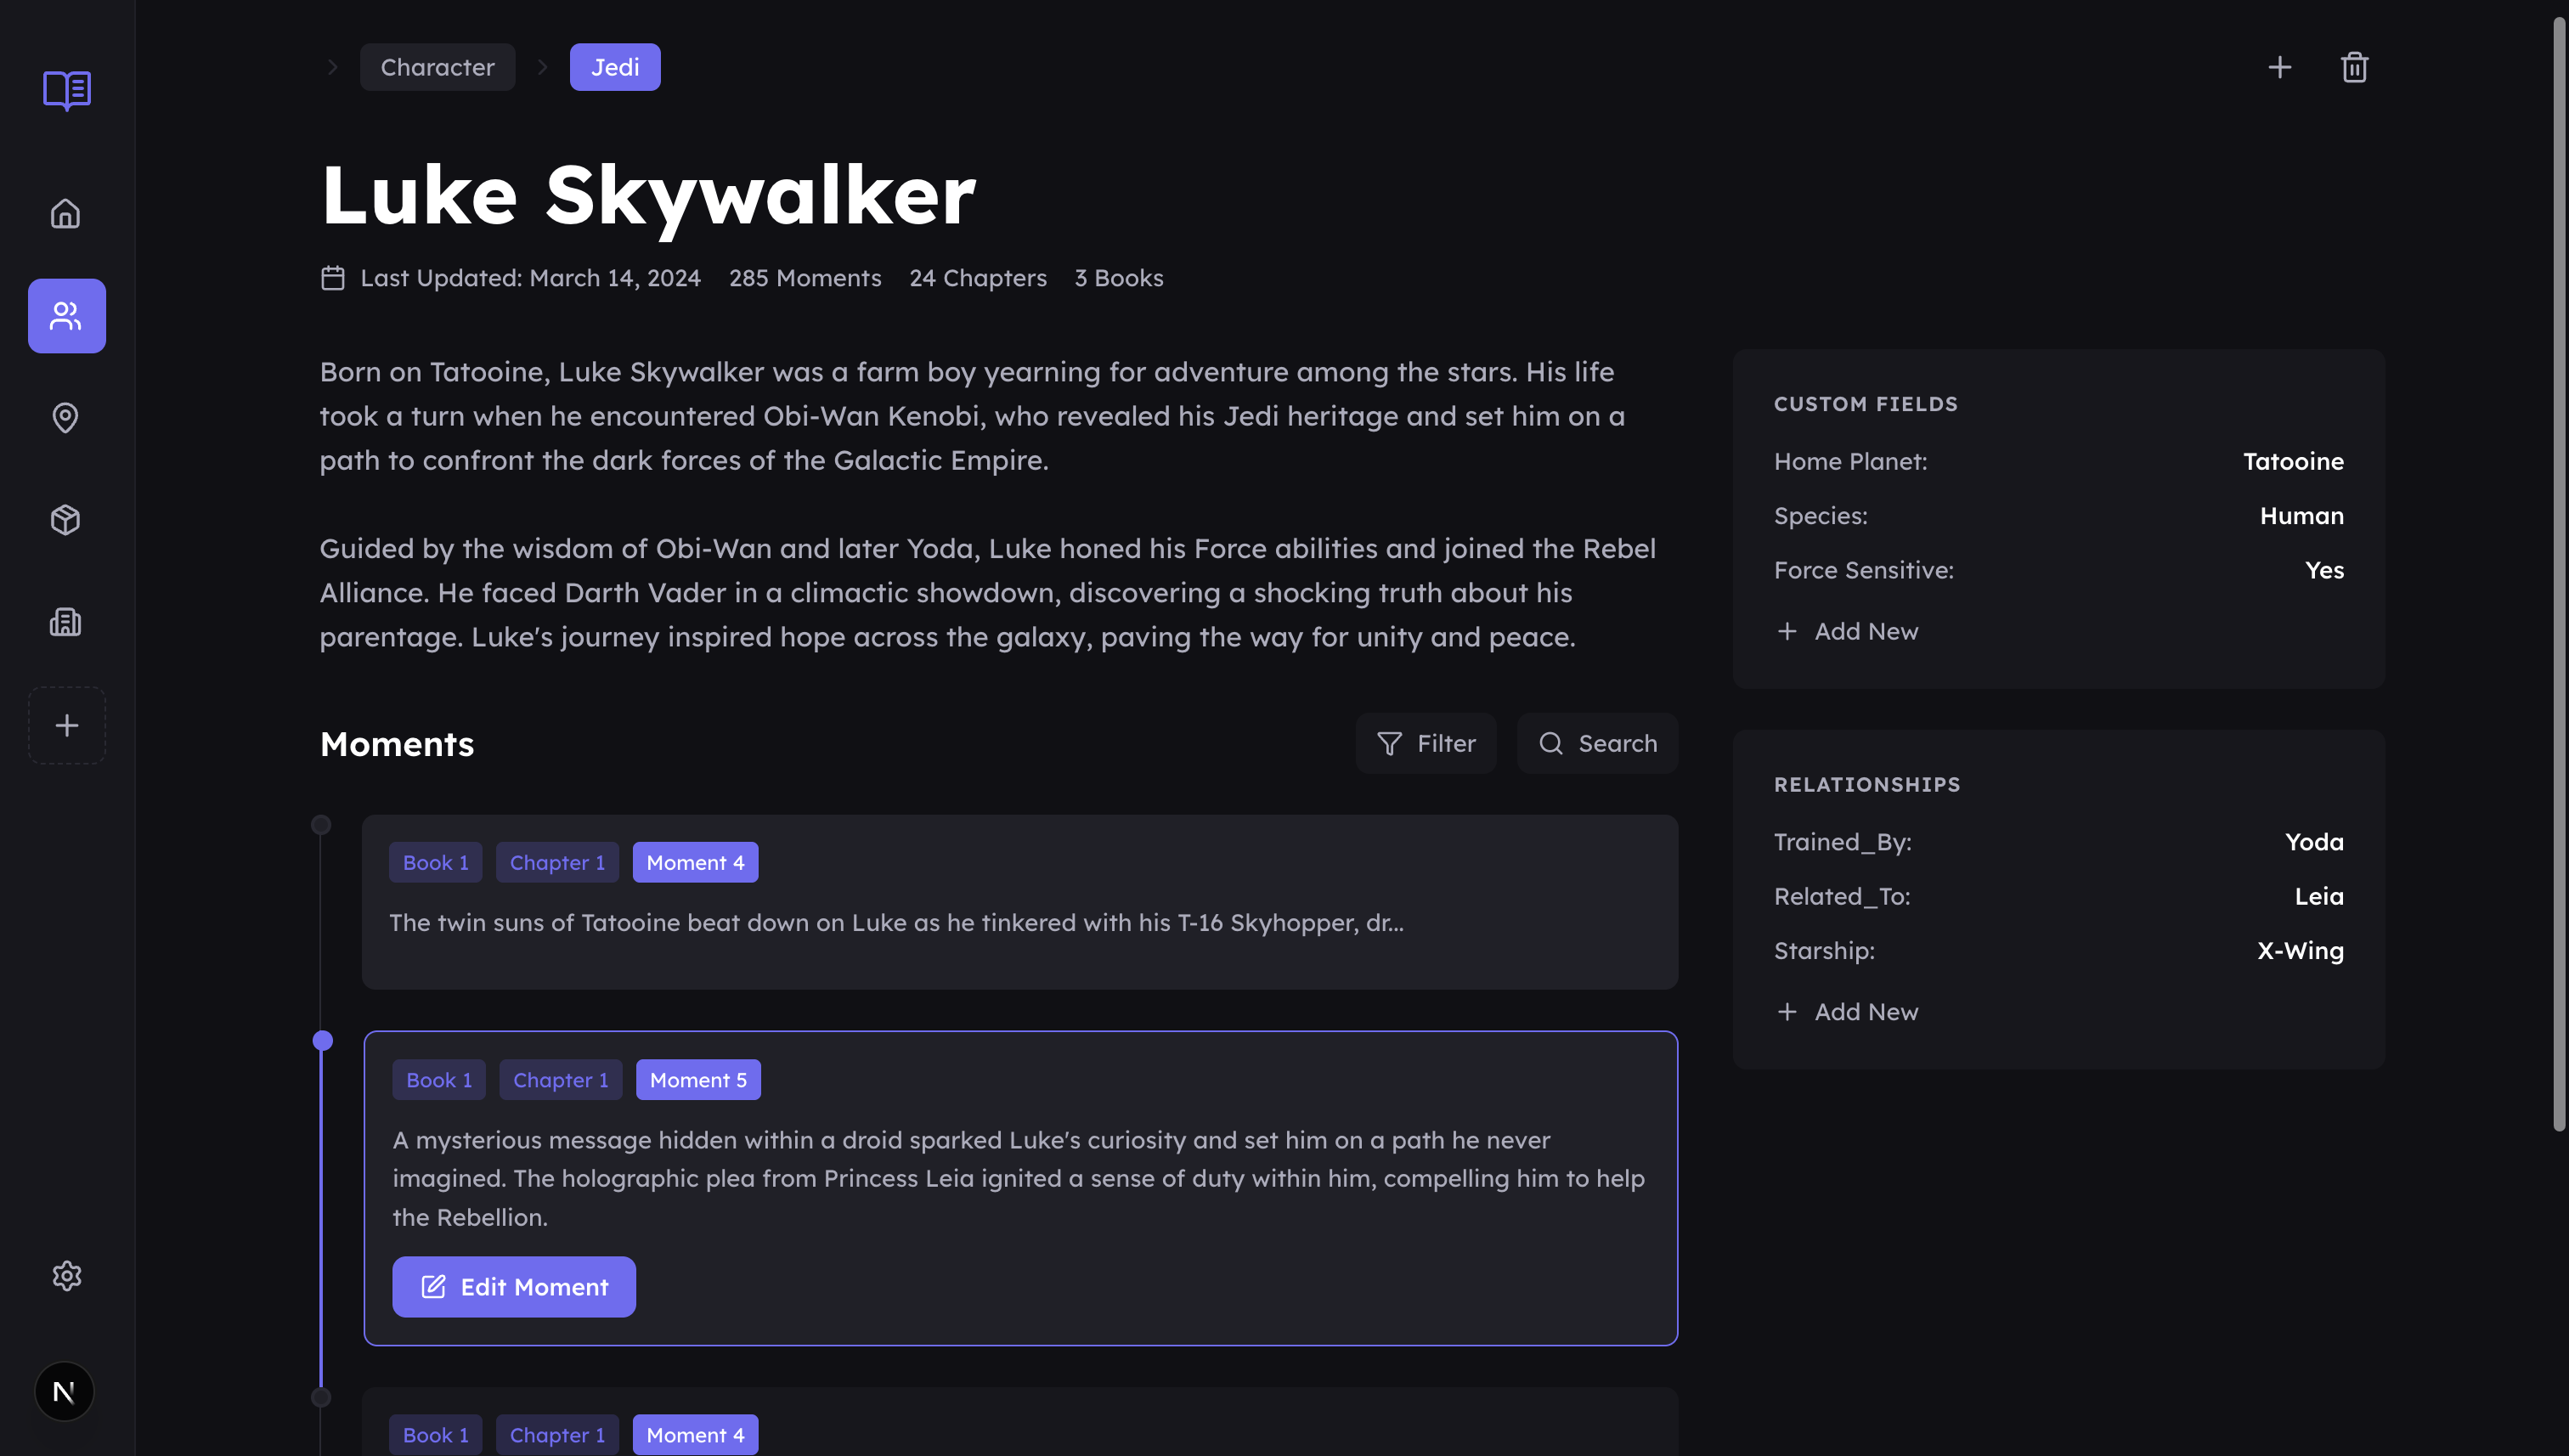 Character
Jedi
Luke Skywalker
Last Updated: March 14, 2024 285 Moments 24 Chapters 3 Books
Born on Tatooine, Luke Skywalker was a farm boy yearning for adventure among the stars. His life
took a turn when he encountered Obi-Wan Kenobi, who revealed his Jedi heritage and set him on a
path to confront the dark forces of the Galactic Empire.
Guided by the wisdom of Obi-Wan and later Yoda, Luke honed his Force abilities and joined the Rebel
Alliance. He faced Darth Vader in a climactic showdown, discovering a shocking truth about his
parentage. Luke's journey inspired hope across the galaxy, paving the way for unity and peace.
Moments
Filter
Search
Book 1 Chapter 1 Moment 4
The twin suns of Tatooine beat down on Luke as he tinkered with his T-16 Skyhopper, dr...
Book 1 Chapter 1 Moment 5
A mysterious message hidden within a droid sparked Luke's curiosity and set him on a path he never
imagined. The holographic plea from Princess Leia ignited a sense of duty within him, compelling him to help
the Rebellion.
Edit Moment
Book 1 Chapter 1 Moment 4
CUSTOM FIELDS
Home Planet: Tatooine
Species: Human
Force Sensitive: Yes
Add New
RELATIONSHIPS
Trained_By: Yoda
Related_To: Leia
Starship: X-Wing
Add New
N